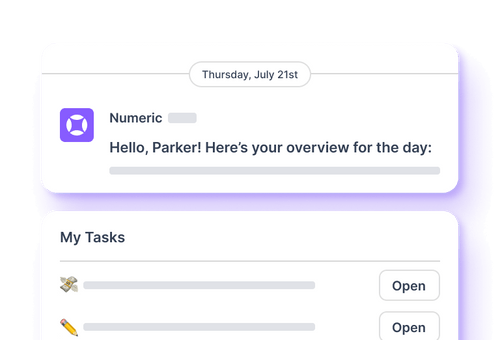 Thursday, July 21st
Numeric
Hello, Parker! Here’s your overview for the day:
My Tasks
Open
Open